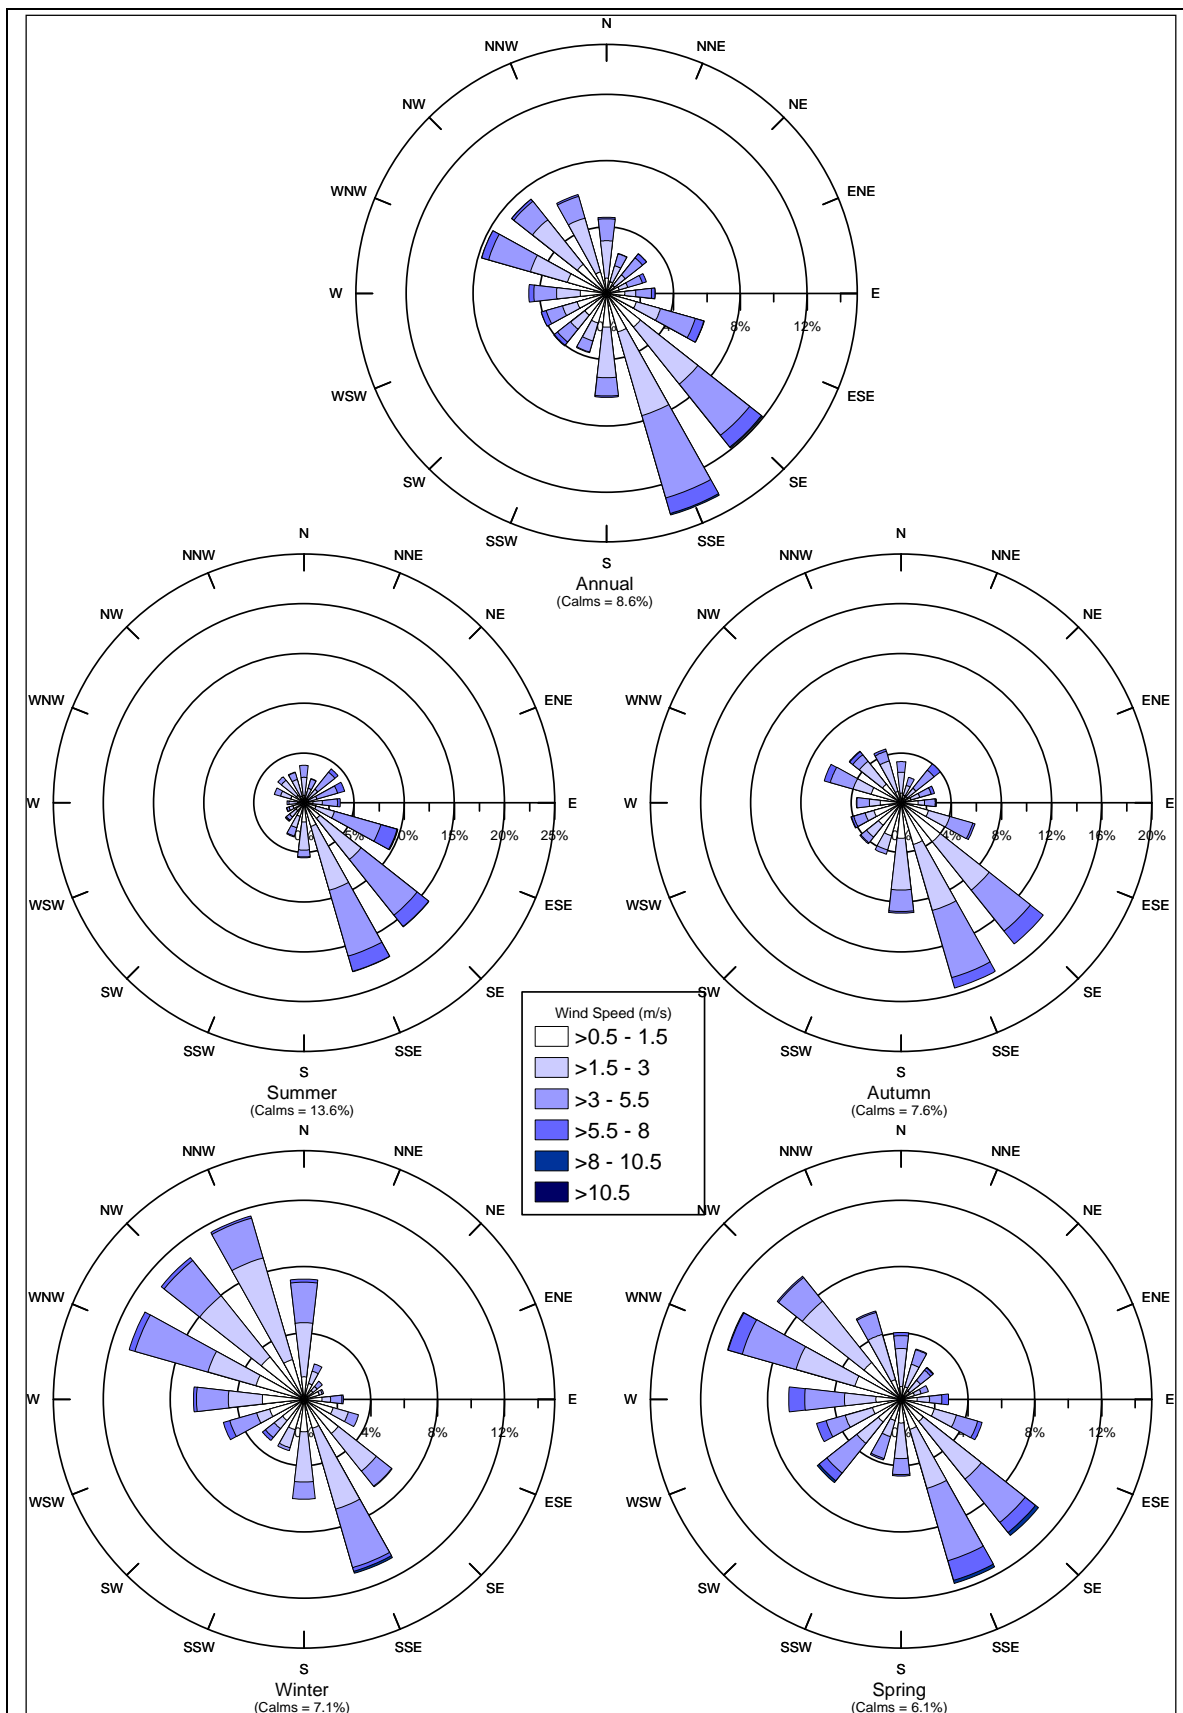 N
NNW NNE
NW NE
WNW ENE
W E
0% 8% 12%
WSW ESE
SW SE
SSW SSE
S
Annual
(Calms = 8.6%)
N
NNW NNE
NW NE
WNW ENE
W E
15% 20% 25%
WSW ESE
SW SE
SSW SSE
S
Summer
(Calms = 13.6%)
N
NNW NNE
NW NE
WNW ENE
W E
0% 4% 8% 12% 16% 20%
WSW ESE
SW SE
SSW SSE
S
Autumn
(Calms = 7.6%)
Wind Speed (m/s)
>0.5 - 1.5
>1.5 - 3
>3 - 5.5
>5.5 - 8
>8 - 10.5
>10.5
N
NNW NNE
NW NE
WNW ENE
W E
0% 4% 8% 12%
WSW ESE
SW SE
SSW SSE
S
Winter
(Calms = 7.1%)
N
NNW NNE
NW NE
WNW ENE
W E
0% 4% 8% 12%
WSW ESE
SW SE
SSW SSE
S
Spring
(Calms = 6.1%)